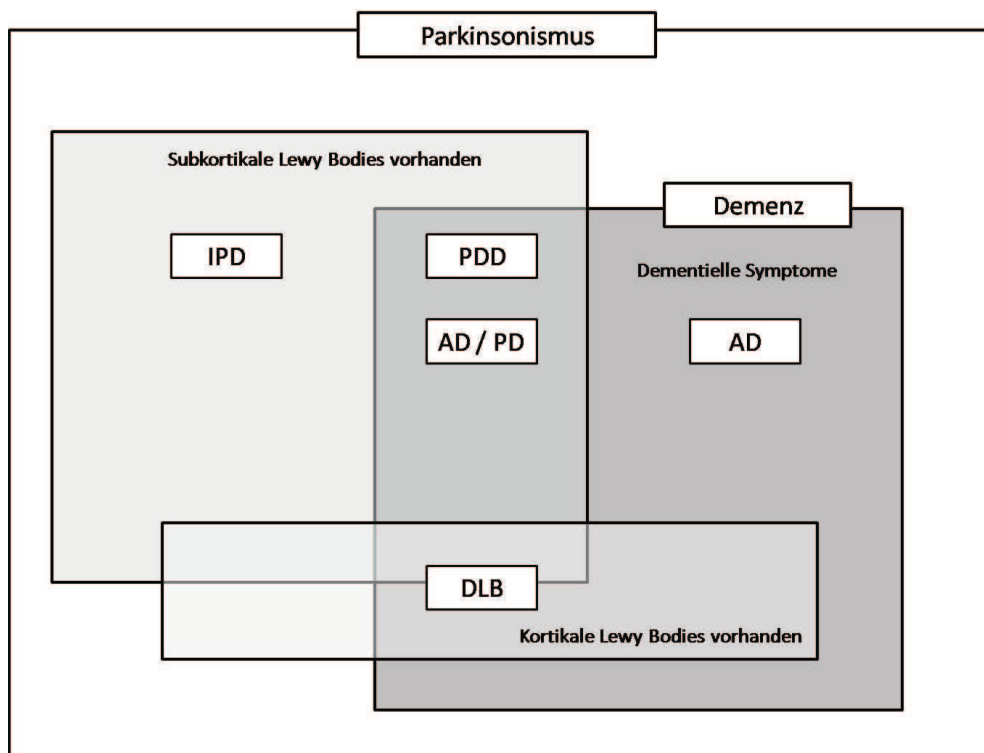 Parkinsonismus
Subkortikale Lewy Bodies vorhanden
Demenz
IPD
PDD
Dementielle Symptome
AD / PD
AD
DLB
Kortikale Lewy Bodies vorhanden